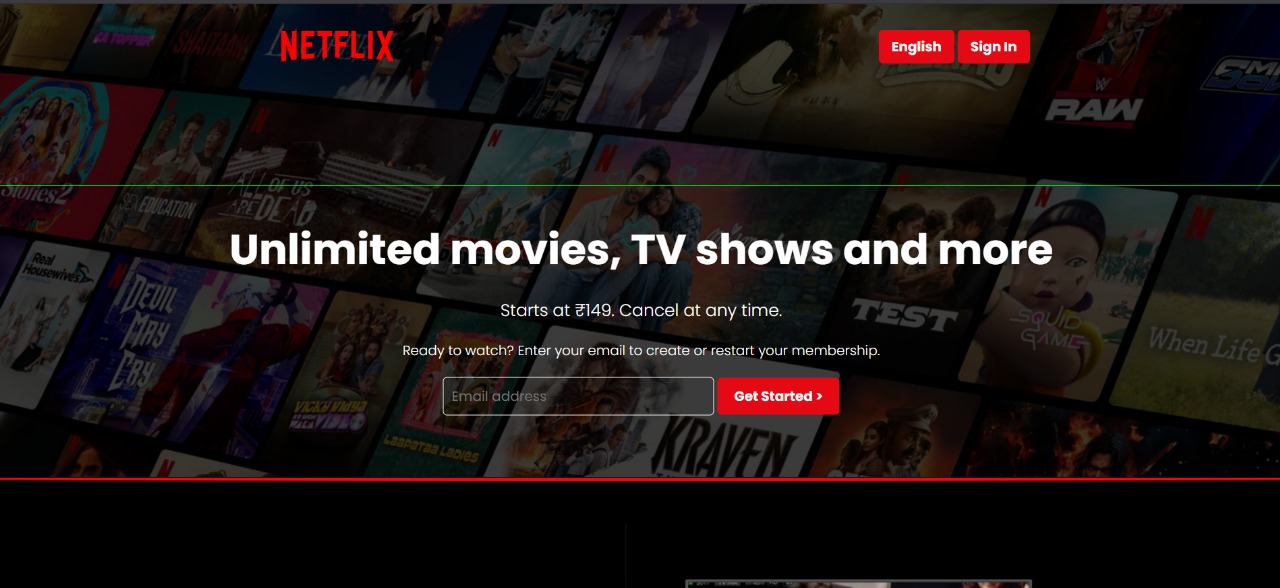 NETFLIX
English
Sign In
SHAITAAN
RAW
Stories 2
SEX EDUCATION
ALL OF US
ARE DEAD
Unlimited movies, TV shows and more
Real
Housewives
DEVIL
MAY
CRY
TEST
SQUID
GAME
When Life G
Starts at ₹149. Cancel at any time.
Ready to watch? Enter your email to create or restart your membership.
Email address
Get Started >
VICKY VIDYA
VIDEO
LAAPATAA LADIES
KRAVEN